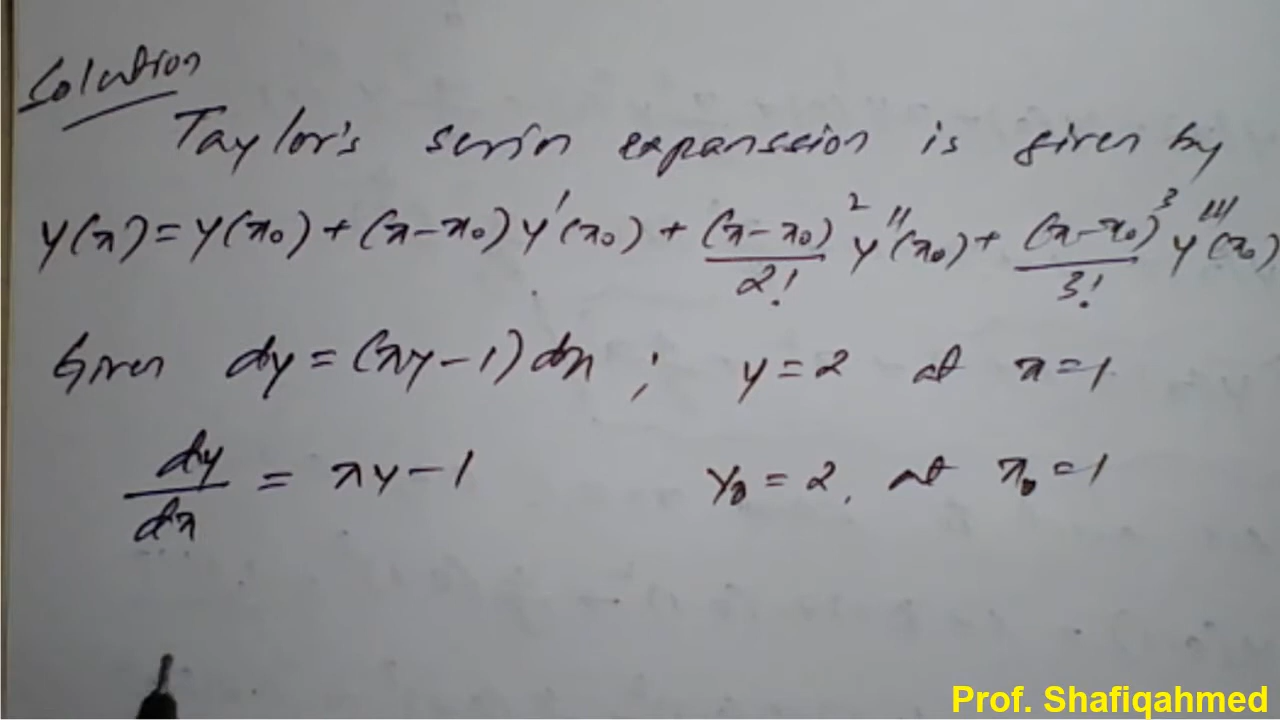 Solution
Taylor's series expanssion is given by
y(x) = y(x₀) + (x-x₀) y'(x₀) + (x-x₀)²/2! y''(x₀) + (x-x₀)³/3! y'''(x₀)
Given dy = (xy-1) dx ; y = 2 at x = 1
dy/dx = xy-1 y₀ = 2, at x₀ = 1
Prof. Shafiqahmed